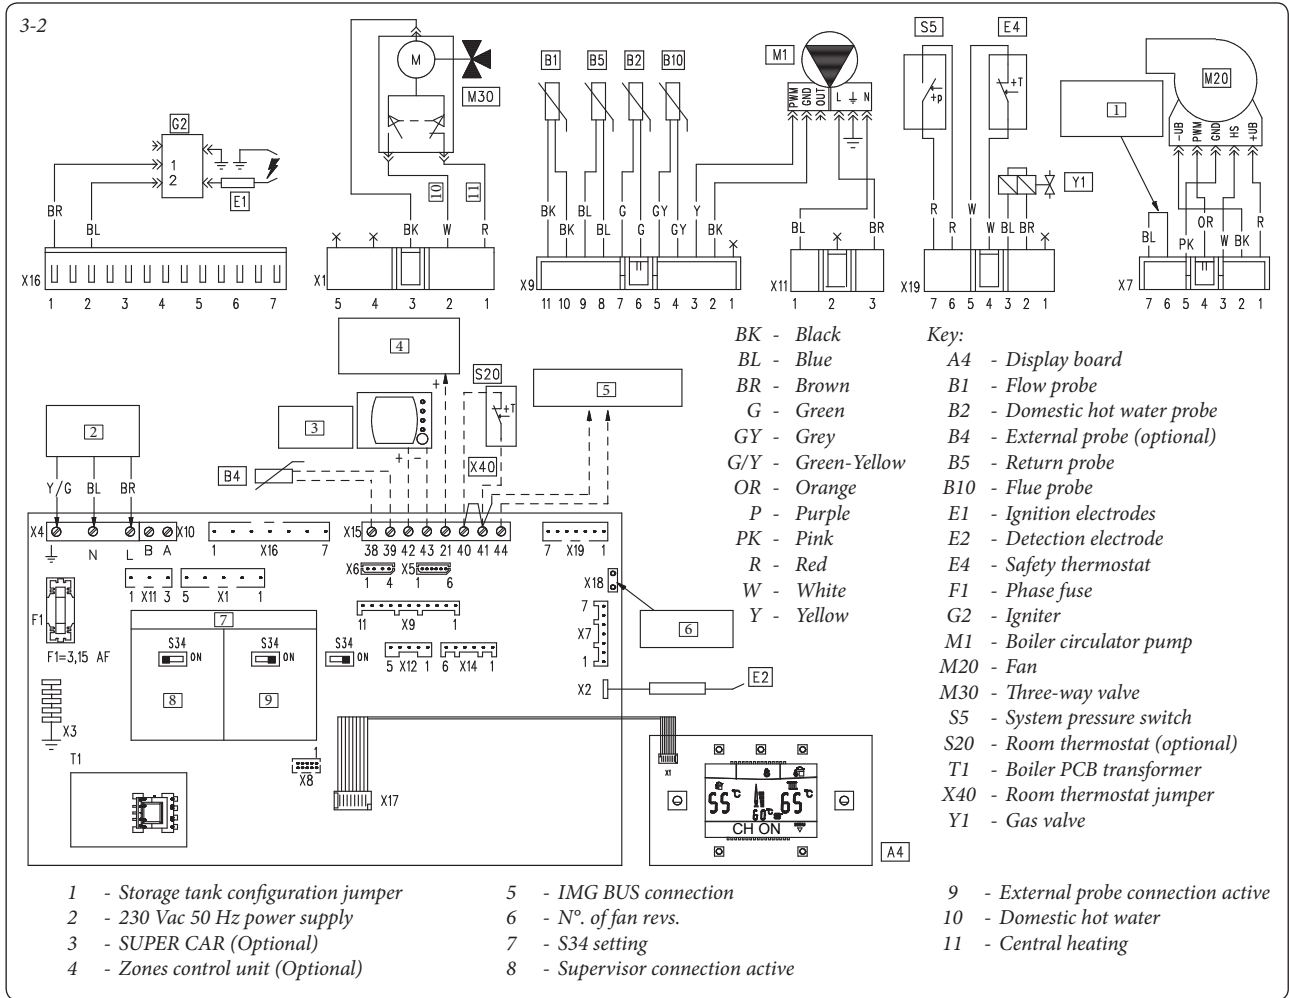 3-2
G2
1
2
E1
BR
BL
X16
1 2 3 4 5 6 7
M
M30
10
11
BK
W
R
X1
5 4 3 2 1
B1
B5
B2
B10
BK
BK
BL
BL
G
G
GY
GY
Y
BK
X9
11 10 9 8 7 6 5 4 3 2 1
M1
PWM
GND
OUT
L
N
BL
BR
X11
1 2 3
S5
+p
E4
+T
Y1
R
R
W
W
BL
BR
X19
7 6 5 4 3 2 1
1
M20
-UB
PWM
GND
HS
+UB
BL
PK
OR
W
BK
R
X7
7 6 5 4 3 2 1
4
+
S20
+T
5
2
3
+ -
B4
X40
Y/G
BL
BR
X4
N
L
B
A
X10
1 X16 7
X15
38 39 42 43 21 40 41 44
7 X19 1
X6
1 4
X5
1 6
X18
1 X11 3
5 X1 1
F1
F1=3,15 AF
7
S34
ON
S34
ON
S34
ON
8
9
11 X9 1
5 X12 1
6 X14 1
7
X7
1
6
X2
E2
X3
T1
1
X8
X17
X1
55 °C
60°C
65 °C
CH ON
A4
BK - Black
BL - Blue
BR - Brown
G - Green
GY - Grey
G/Y - Green-Yellow
OR - Orange
P - Purple
PK - Pink
R - Red
W - White
Y - Yellow
Key:
A4 - Display board
B1 - Flow probe
B2 - Domestic hot water probe
B4 - External probe (optional)
B5 - Return probe
B10 - Flue probe
E1 - Ignition electrodes
E2 - Detection electrode
E4 - Safety thermostat
F1 - Phase fuse
G2 - Igniter
M1 - Boiler circulator pump
M20 - Fan
M30 - Three-way valve
S5 - System pressure switch
S20 - Room thermostat (optional)
T1 - Boiler PCB transformer
X40 - Room thermostat jumper
Y1 - Gas valve
1 - Storage tank configuration jumper
2 - 230 Vac 50 Hz power supply
3 - SUPER CAR (Optional)
4 - Zones control unit (Optional)
5 - IMG BUS connection
6 - N°. of fan revs.
7 - S34 setting
8 - Supervisor connection active
9 - External probe connection active
10 - Domestic hot water
11 - Central heating